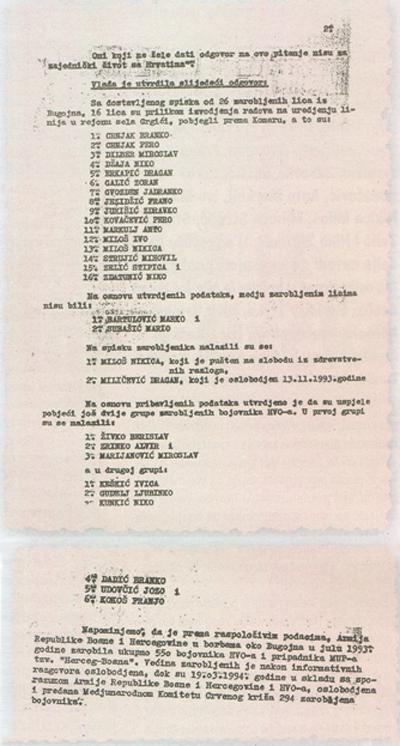 2⁰
Oni koji ne žele dati odgovor na ovo pitanje nisu za
zajednički život sa Hrvatima".
Vlada je utvrdila slijedeći odgovor:
Sa dostavljenog spiska od 26 zarobljenih lica iz
Bugojna, 16 lica su prilikom izvodjenja radova na uredjenju li-
nija u rejonu sela Crgići, pobjegli prema Komaru, a to su:
1. CRNJAK BRANKO
2. CRNJAK PERO
3. DILBER MIROSLAV
4. DŽAJA NIKO
5. ERKAPIĆ DRAGAN
6. GALIĆ ZORAN
7. GVOZDEN JADRANKO
8. JEZIDŽIĆ FRANO
9. JURIŠIĆ ZDRAVKO
10. KOVAČEVIĆ PERO
11. MARKULJ ANTO
12. MILOŠ IVO
13. MILOŠ NIKICA
14. STRUJIĆ MIHOVIL
15. ZELIĆ STIPICA i
16. ZDATUNIĆ NIKO
Na osnovu utvrdjenih podataka, medju zarobljenim licima
nisu bili:
1. BARTULOVIĆ MARKO i
2. SUBAŠIĆ MARIO
Na spisku zarobljenika nalazili su se:
1. MILOŠ NIKICA, koji je pušten na slobodu iz zdravstve-
nih razloga,
2. MILIČEVIĆ DRAGAN, koji je oslobodjen 13.11.1993.godine
Na osnovu pribavljenih podataka utvrdjeno je da su uspjele
pobjeći još dvije grupe zarobljenih bojovnika HVO-a. U prvoj grupi
su se nalazili:
1. ŽIVKO BERISLAV
2. ZRINKO ALVIR i
3. MARIJANOVIĆ MIROSLAV
a u drugoj grupi:
1. KEŠKIĆ IVICA
2. GUDELJ LJUBINKO
3. KUNKIĆ NIKO
4. DADIĆ BRANKO
5. UDOVČIĆ JOZO i
6. KOKOŠ FRANJO
Napominjemo, da je prema raspoloživim podacima, Armija
Republike Bosne i Hercegovine u borbama oko Bugojna u julu 1993.
godine zarobila ukupno 550 bojovnika HVO-a i pripadnika MUP-a
tzv. "Herceg-Bosna". Većina zarobljenih je nakon informativnih
razgovora oslobodjena, dok su 19.03.1994. godine u skladu sa spo-
razumom Armije Republike Bosne i Hercegovine i HVO-a, oslobodjena
i predana Medjunarodnom Komitetu Crvenog križa 294 zarobljena
bojovnika.